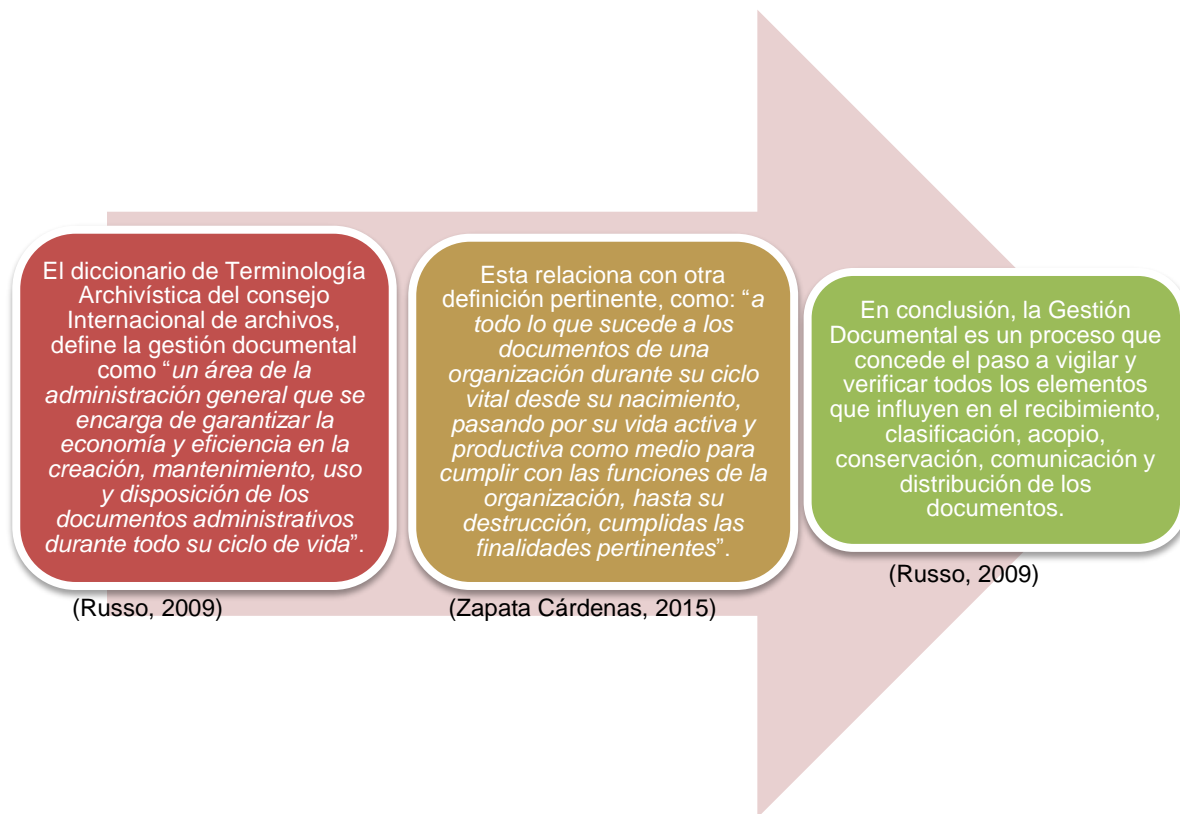 El diccionario de Terminología
Archivística del consejo
Internacional de archivos,
define la gestión documental
como “un área de la
administración general que se
encarga de garantizar la
economía y eficiencia en la
creación, mantenimiento, uso
y disposición de los
documentos administrativos
durante todo su ciclo de vida”.
(Russo, 2009)
Esta relaciona con otra
definición pertinente, como: “a
todo lo que sucede a los
documentos de una
organización durante su ciclo
vital desde su nacimiento,
pasando por su vida activa y
productiva como medio para
cumplir con las funciones de la
organización, hasta su
destrucción, cumplidas las
finalidades pertinentes”.
(Zapata Cárdenas, 2015)
En conclusión, la Gestión
Documental es un proceso que
concede el paso a vigilar y
verificar todos los elementos
que influyen en el recibimiento,
clasificación, acopio,
conservación, comunicación y
distribución de los
documentos.
(Russo, 2009)